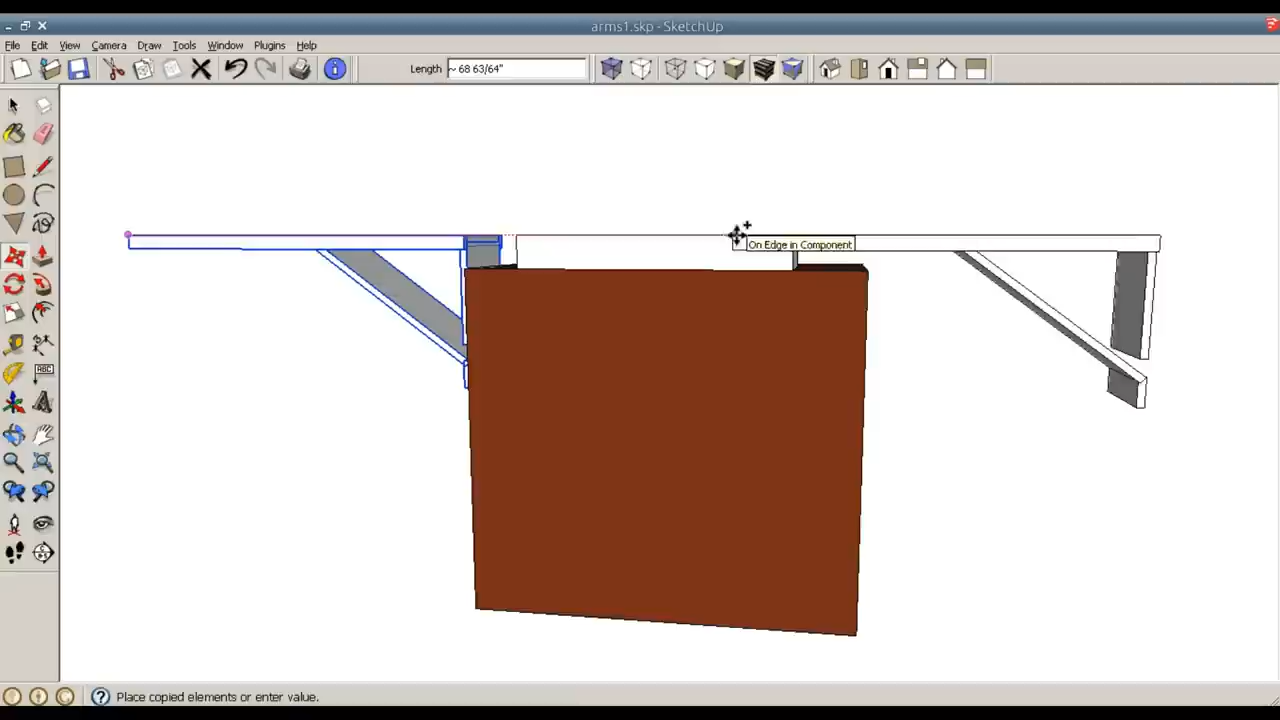 arms1.skp - SketchUp
File Edit View Camera Draw Tools Window Plugins Help
Length ~ 68 63/64"
On Edge in Component
ABC
Place copied elements or enter value.